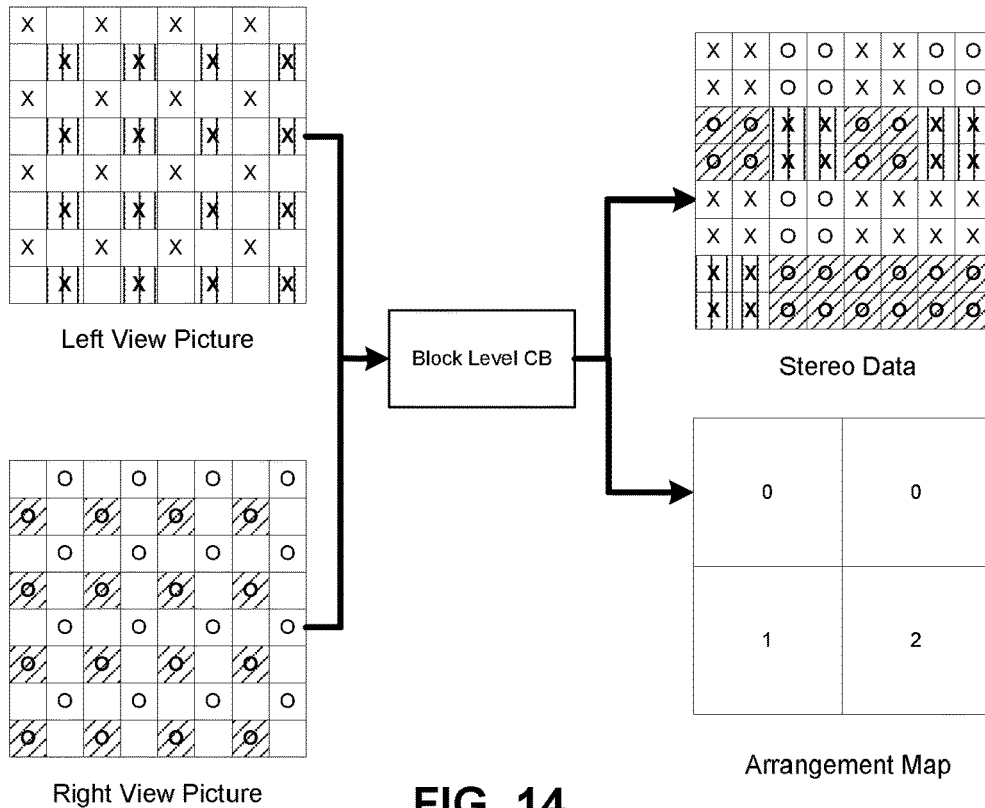 X X X X
X X X X
X X X X
X X X X
X X X X
X X X X
X X X X
X X X X
Left View Picture
O O O O
O O O O
O O O O
O O O O
O O O O
O O O O
O O O O
O O O O
Right View Picture
Block Level CB
X X O O X X O O
X X O O X X O O
O O X X O O X X
O O X X O O X X
X X O O X X X X
X X O O X X X X
X X O O O O O O
X X O O O O O O
Stereo Data
0 0
1 2
Arrangement Map
FIG. 14